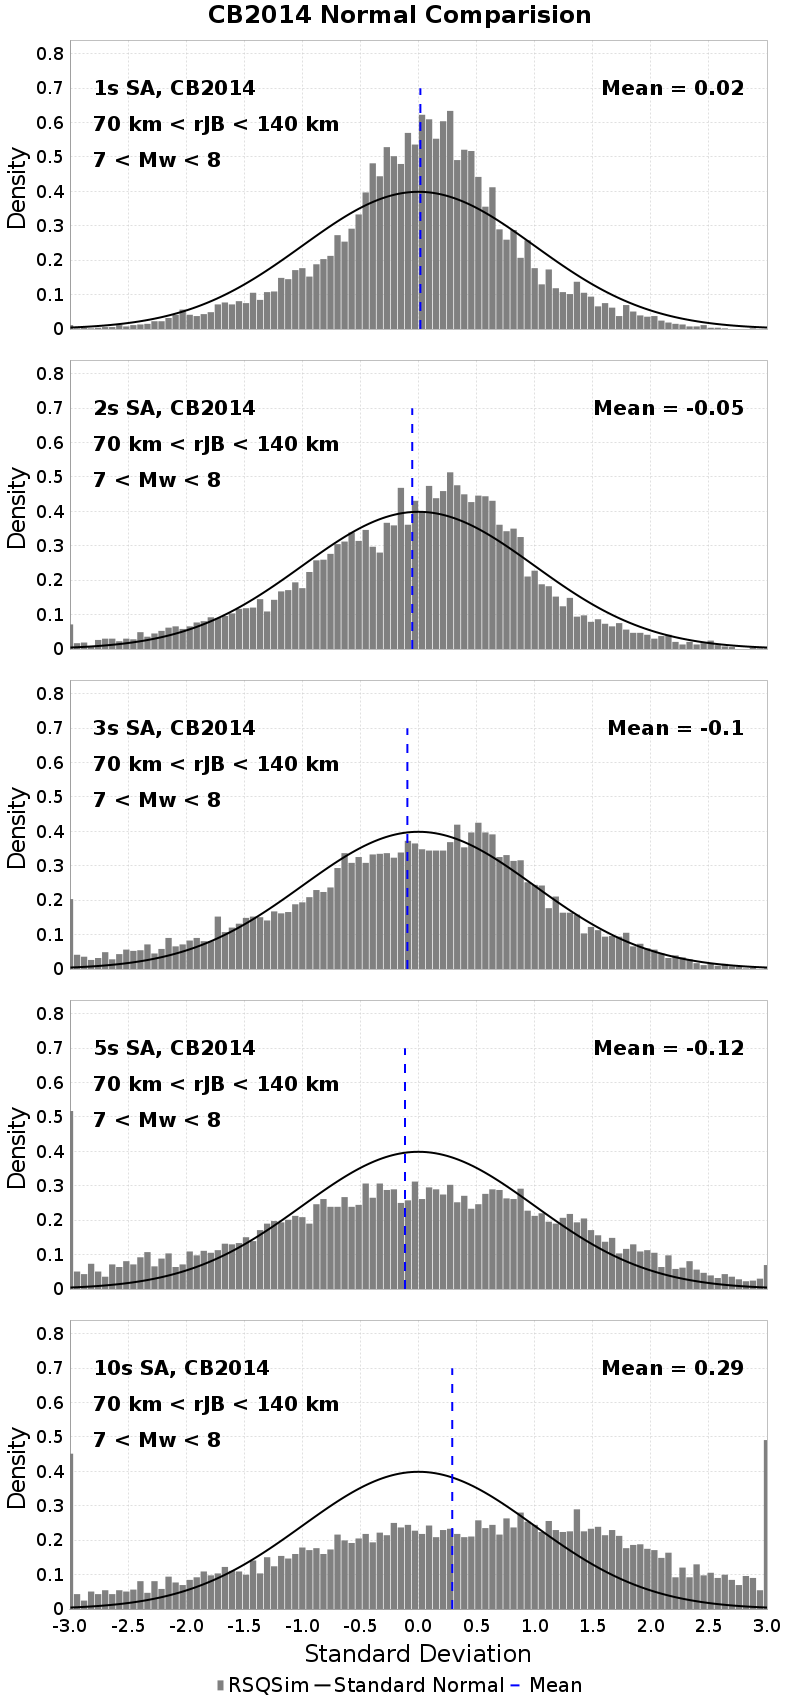 CB2014 Normal Comparision
0.8
0.7
0.6
0.5
0.4
0.3
0.2
0.1
0
Density
1s SA, CB2014
Mean = 0.02
70 km < rJB < 140 km
7 < Mw < 8
0.8
0.7
0.6
0.5
0.4
0.3
0.2
0.1
0
Density
2s SA, CB2014
Mean = -0.05
70 km < rJB < 140 km
7 < Mw < 8
0.8
0.7
0.6
0.5
0.4
0.3
0.2
0.1
0
Density
3s SA, CB2014
Mean = -0.1
70 km < rJB < 140 km
7 < Mw < 8
0.8
0.7
0.6
0.5
0.4
0.3
0.2
0.1
0
Density
5s SA, CB2014
Mean = -0.12
70 km < rJB < 140 km
7 < Mw < 8
0.8
0.7
0.6
0.5
0.4
0.3
0.2
0.1
0
Density
10s SA, CB2014
Mean = 0.29
70 km < rJB < 140 km
7 < Mw < 8
-3.0 -2.5 -2.0 -1.5 -1.0 -0.5 0.0 0.5 1.0 1.5 2.0 2.5 3.0
Standard Deviation
RSQSim Standard Normal Mean